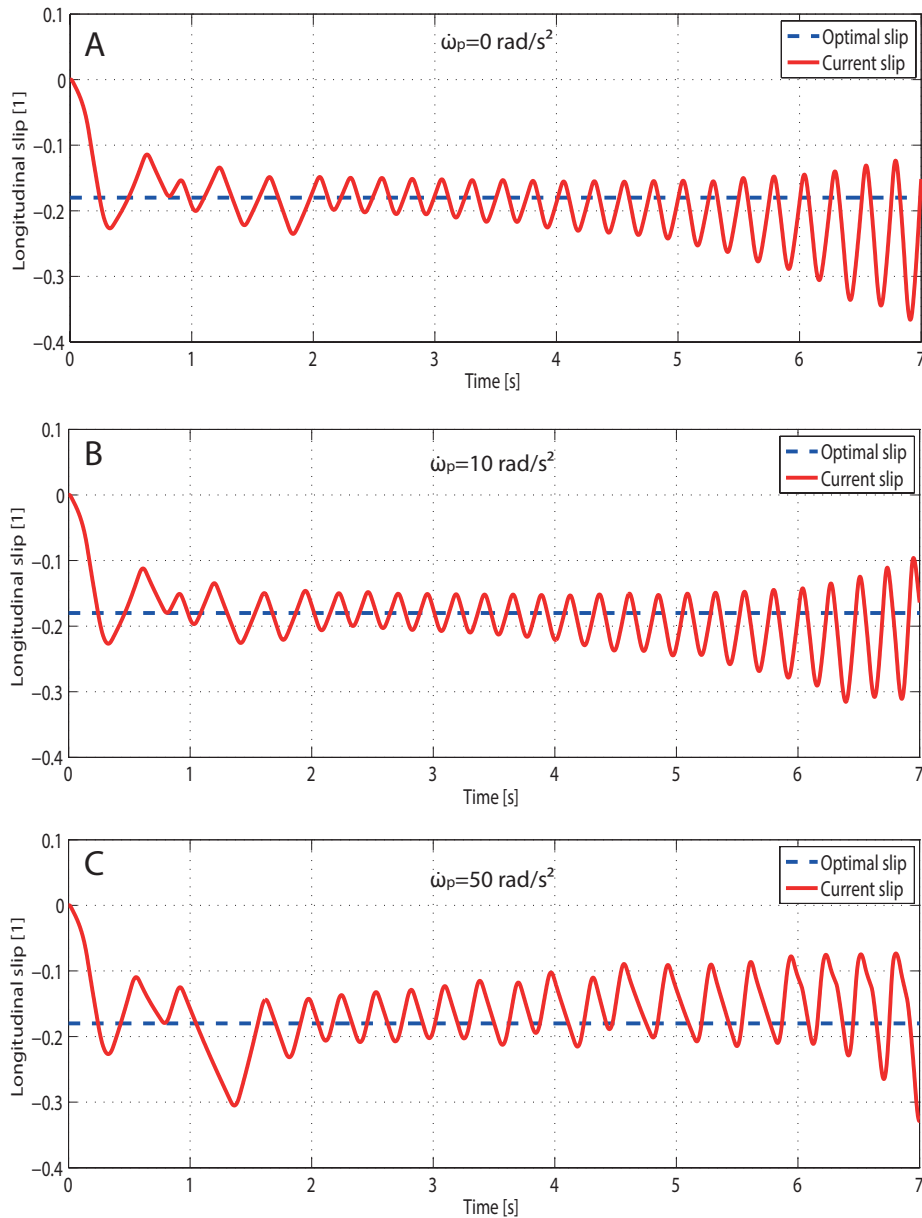 A
ω̇p=0 rad/s²
Optimal slip
Current slip
Longitudinal slip [1]
0.1
0
−0.1
−0.2
−0.3
−0.4
0 1 2 3 4 5 6 7
Time [s]
B
ω̇p=10 rad/s²
Optimal slip
Current slip
Longitudinal slip [1]
0.1
0
−0.1
−0.2
−0.3
−0.4
0 1 2 3 4 5 6 7
Time [s]
C
ω̇p=50 rad/s²
Optimal slip
Current slip
Longitudinal slip [1]
0.1
0
−0.1
−0.2
−0.3
−0.4
0 1 2 3 4 5 6 7
Time [s]